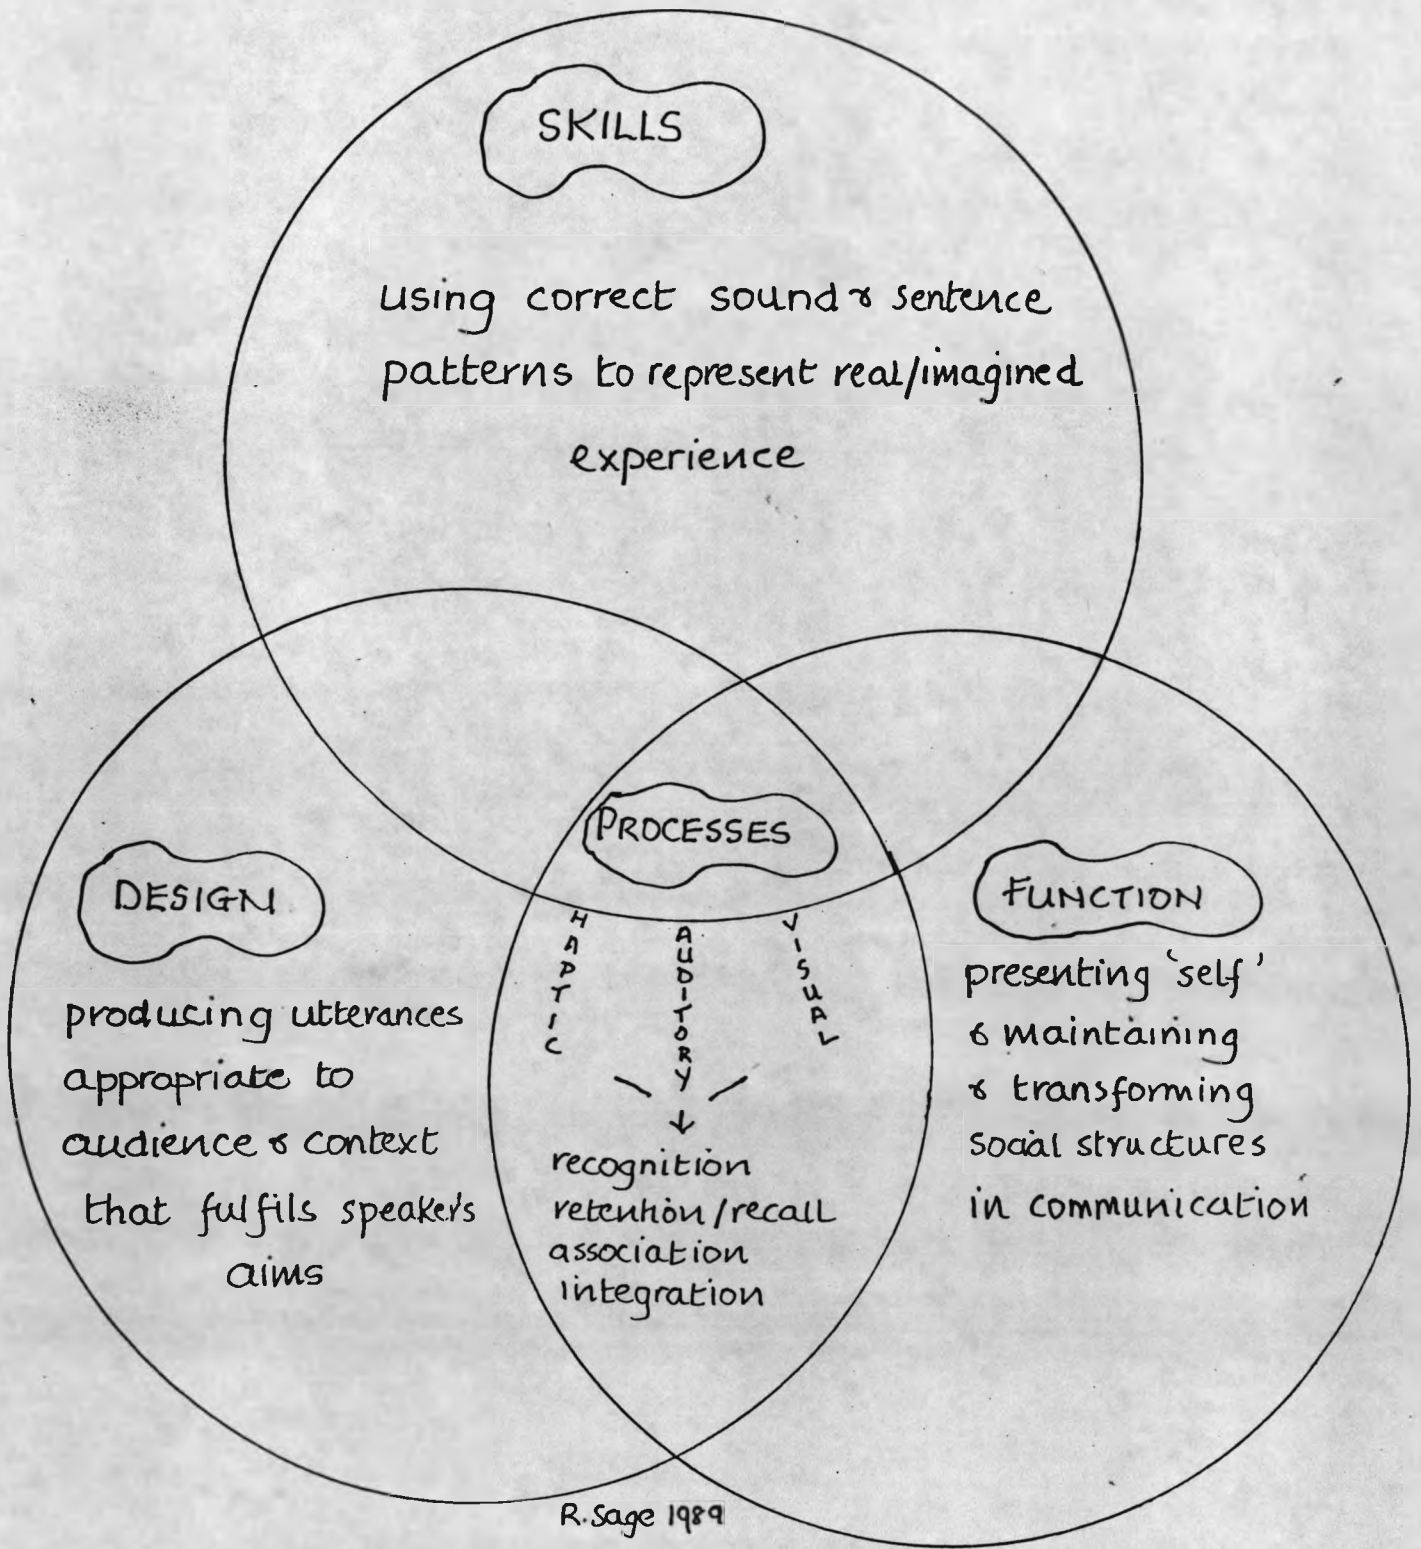 SKILLS
using correct sound & sentence
patterns to represent real/imagined
experience
PROCESSES
DESIGN
producing utterances
appropriate to
audience & context
that fulfils speaker's
aims
HAPTIC
AUDITORY
VISUAL
recognition
retention/recall
association
integration
FUNCTION
presenting 'self'
& maintaining
& transforming
social structures
in communication
R. Sage 1989